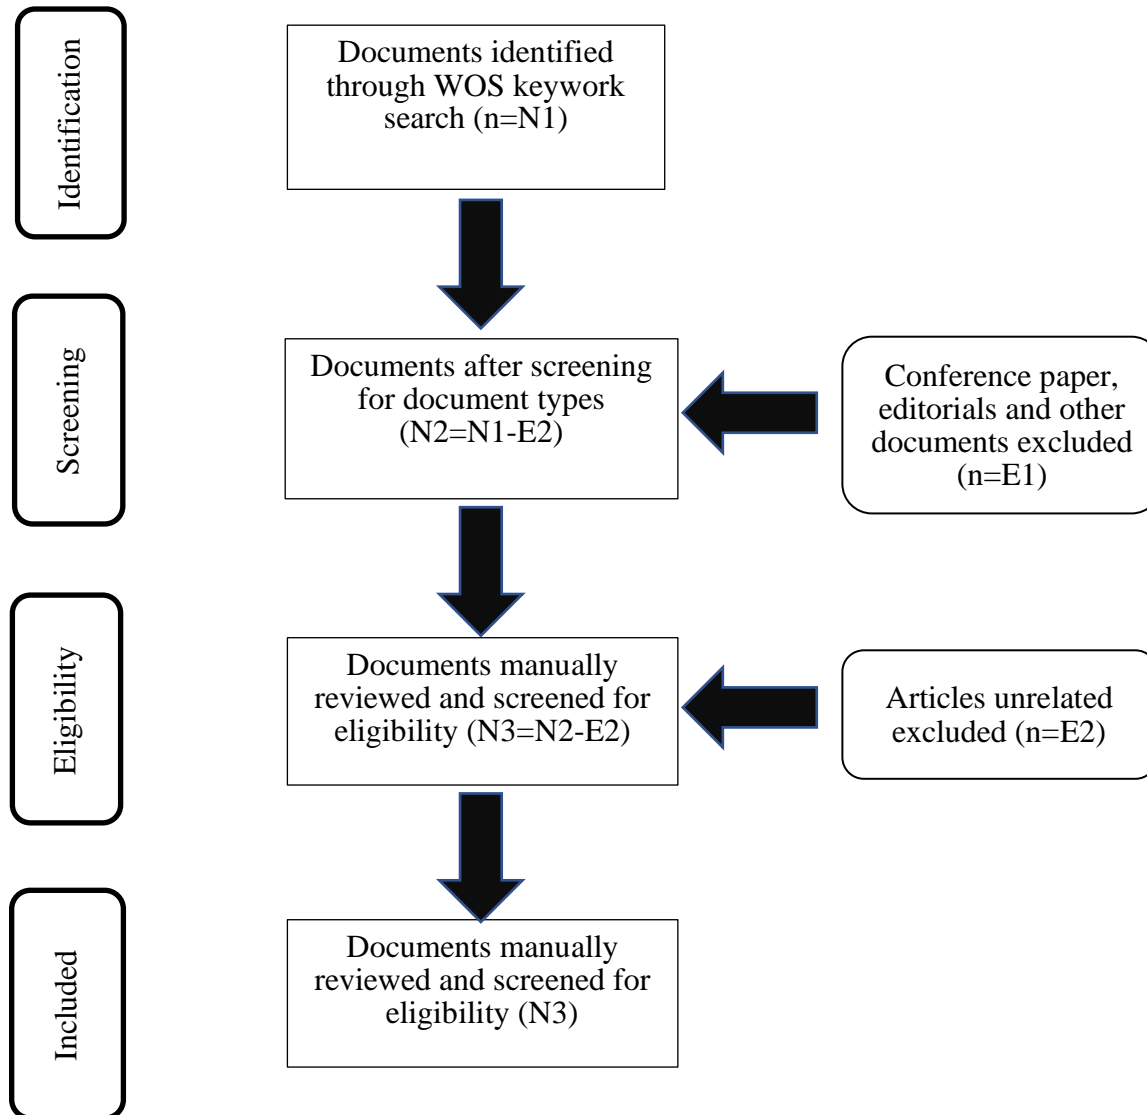 Identification
Documents identified
through WOS keywork
search (n=N1)
Screening
Documents after screening
for document types
(N2=N1-E2)
Conference paper,
editorials and other
documents excluded
(n=E1)
Eligibility
Documents manually
reviewed and screened for
eligibility (N3=N2-E2)
Articles unrelated
excluded (n=E2)
Included
Documents manually
reviewed and screened for
eligibility (N3)